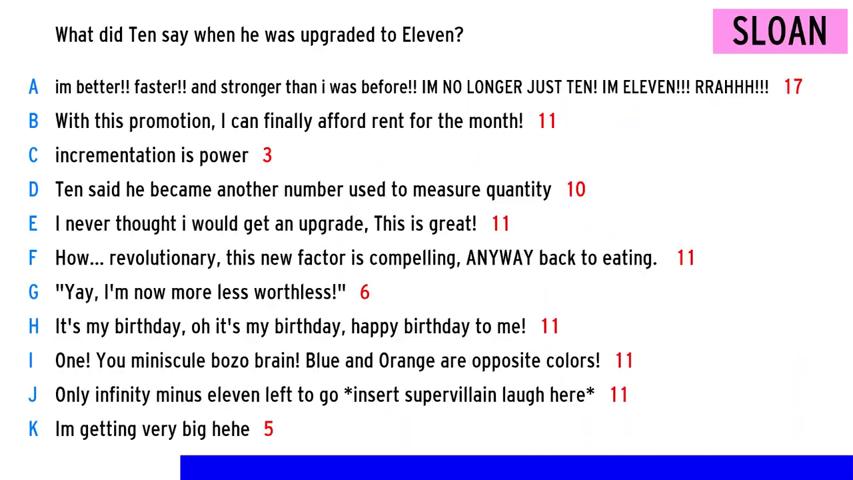 What did Ten say when he was upgraded to Eleven?
SLOAN
A im better!! faster!! and stronger than i was before!! IM NO LONGER JUST TEN! IM ELEVEN!!! RRAHHH!!! 17
B With this promotion, I can finally afford rent for the month! 11
C incrementation is power 3
D Ten said he became another number used to measure quantity 10
E I never thought i would get an upgrade, This is great! 11
F How... revolutionary, this new factor is compelling, ANYWAY back to eating. 11
G "Yay, I'm now more less worthless!" 6
H It's my birthday, oh it's my birthday, happy birthday to me! 11
I One! You miniscule bozo brain! Blue and Orange are opposite colors! 11
J Only infinity minus eleven left to go *insert supervillain laugh here* 11
K Im getting very big hehe 5